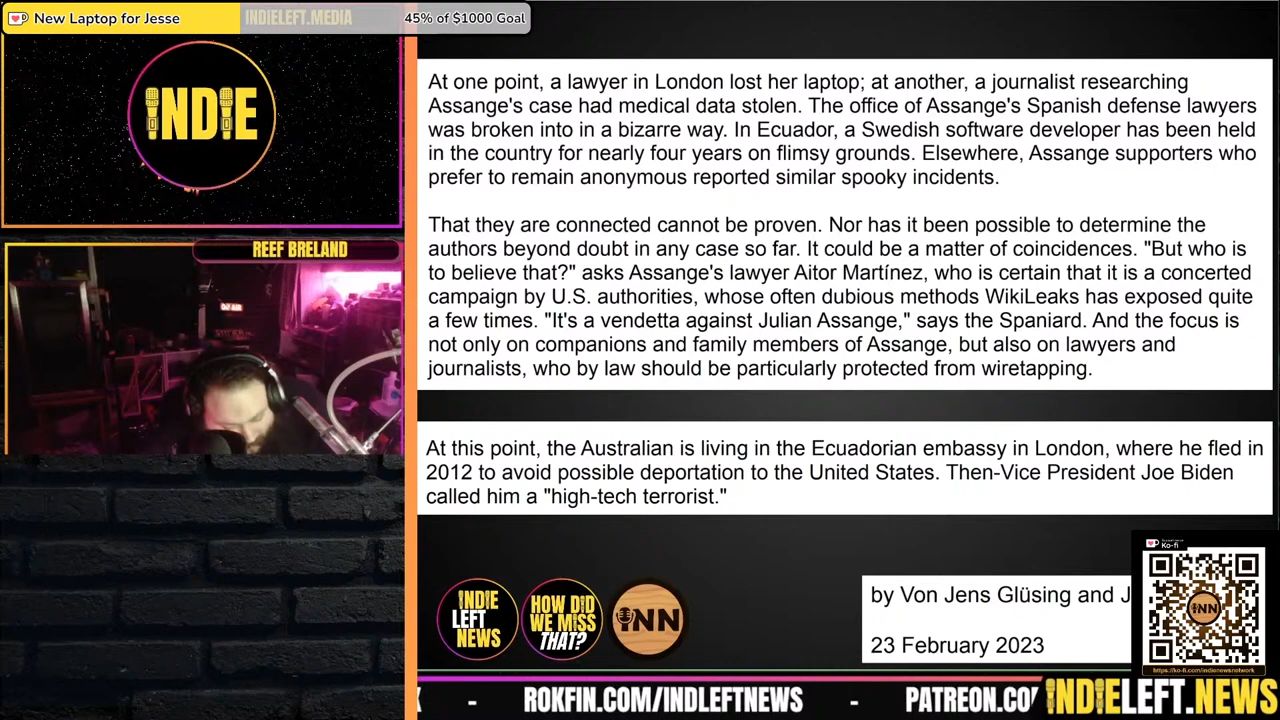 New Laptop for Jesse
INDIELEFT.MEDIA
45% of $1000 Goal
INDIE
REEF BRELAND
ON AIR
At one point, a lawyer in London lost her laptop; at another, a journalist researching
Assange's case had medical data stolen. The office of Assange's Spanish defense lawyers
was broken into in a bizarre way. In Ecuador, a Swedish software developer has been held
in the country for nearly four years on flimsy grounds. Elsewhere, Assange supporters who
prefer to remain anonymous reported similar spooky incidents.
That they are connected cannot be proven. Nor has it been possible to determine the
authors beyond doubt in any case so far. It could be a matter of coincidences. "But who is
to believe that?" asks Assange's lawyer Aitor Martínez, who is certain that it is a concerted
campaign by U.S. authorities, whose often dubious methods WikiLeaks has exposed quite
a few times. "It's a vendetta against Julian Assange," says the Spaniard. And the focus is
not only on companions and family members of Assange, but also on lawyers and
journalists, who by law should be particularly protected from wiretapping.
At this point, the Australian is living in the Ecuadorian embassy in London, where he fled in
2012 to avoid possible deportation to the United States. Then-Vice President Joe Biden
called him a "high-tech terrorist."
INDIE
LEFT
NEWS
HOW DID
WE MISS
THAT?
INN
by Von Jens Glüsing and J
23 February 2023
Ko-fi
INN
https://ko-fi.com/indienewsnetwork
- ROKFIN.COM/INDLEFTNEWS - PATREON.CO
INDIELEFT.NEWS